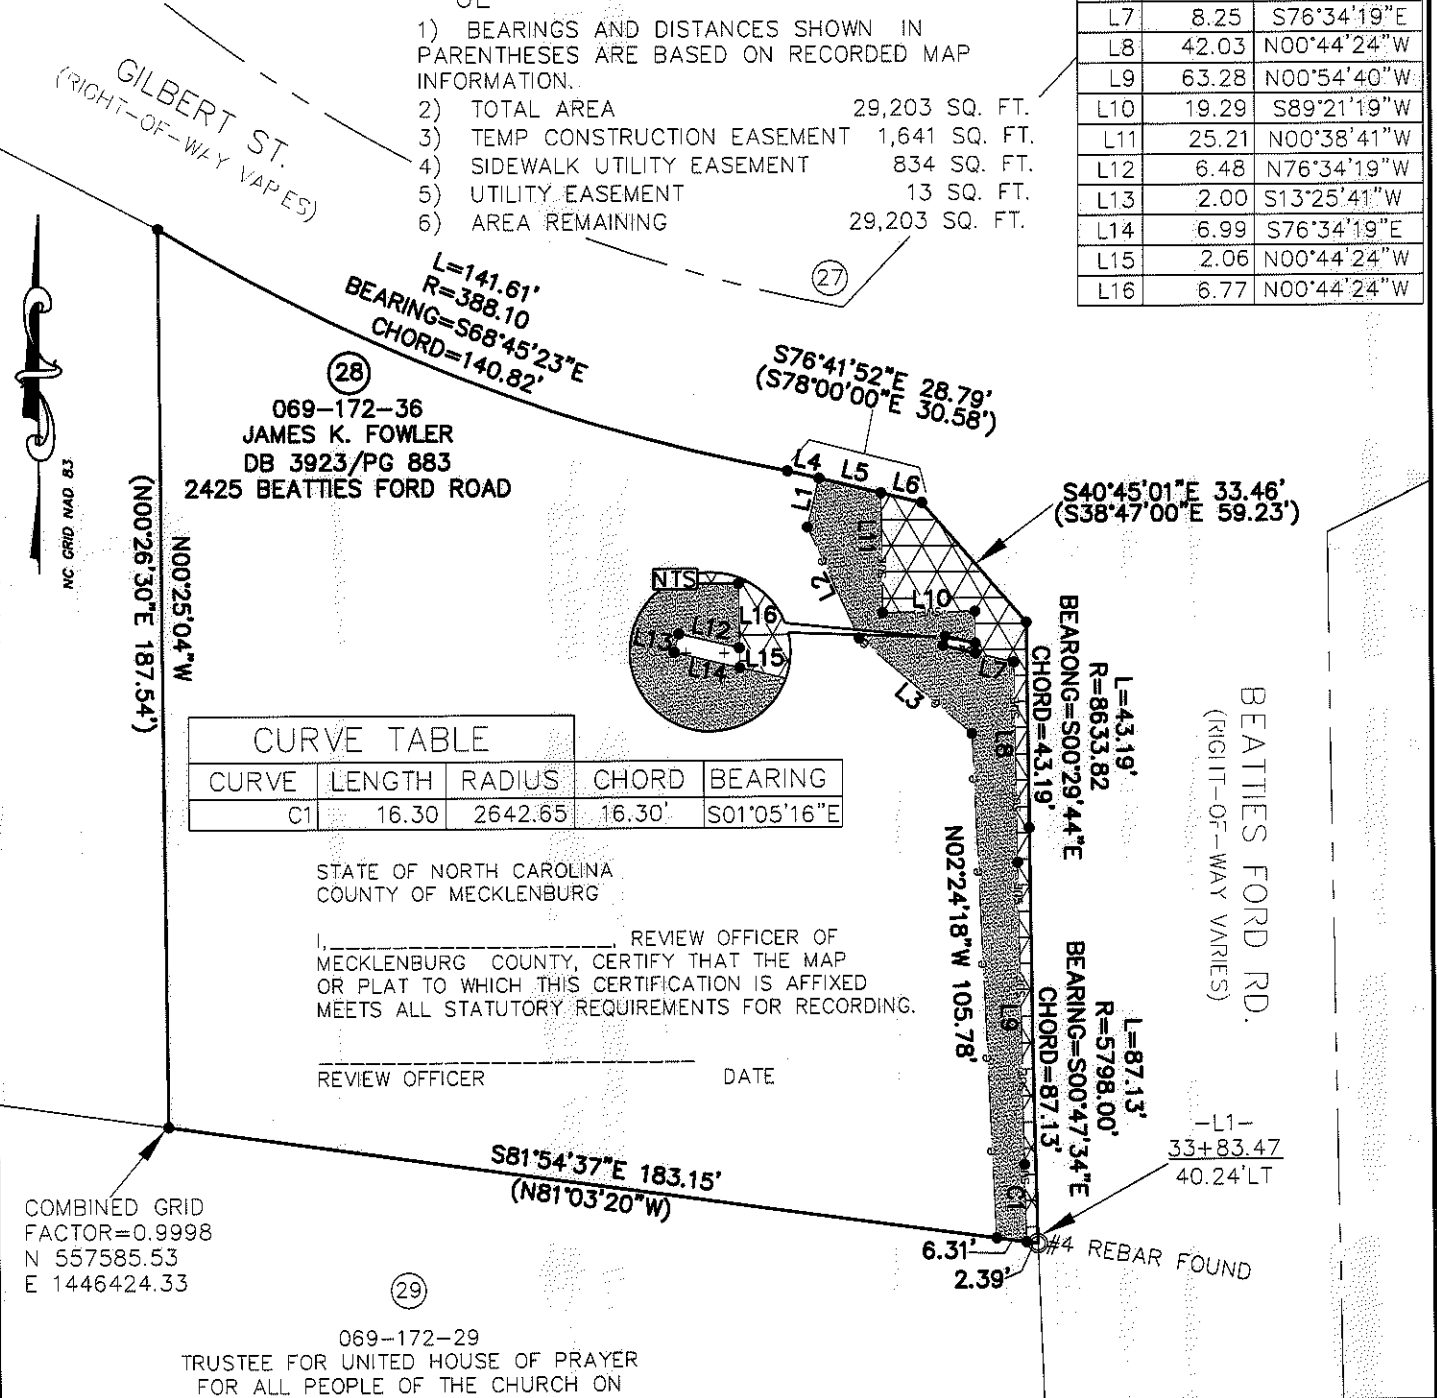 1) BEARINGS AND DISTANCES SHOWN IN
PARENTHESES ARE BASED ON RECORDED MAP
INFORMATION.
2) TOTAL AREA 29,203 SQ. FT.
3) TEMP CONSTRUCTION EASEMENT 1,641 SQ. FT.
4) SIDEWALK UTILITY EASEMENT 834 SQ. FT.
5) UTILITY EASEMENT 13 SQ. FT.
6) AREA REMAINING 29,203 SQ. FT.
L7 8.25 S76°34'19"E
L8 42.03 N00°44'24"W
L9 63.28 N00°54'40"W
L10 19.29 S89°21'19"W
L11 25.21 N00°38'41"W
L12 6.48 N76°34'19"W
L13 2.00 S13°25'41"W
L14 6.99 S76°34'19"E
L15 2.06 N00°44'24"W
L16 6.77 N00°44'24"W
GILBERT ST.
(RIGHT-OF-WAY VARIES)
27
L=141.61'
R=388.10
BEARING=S68°45'23"E
CHORD=140.82'
28
069-172-36
JAMES K. FOWLER
DB 3923/PG 883
2425 BEATTIES FORD ROAD
NC GRID NAD 83
S76°41'52"E 28.79'
(S78°00'00"E 30.58')
L4
L5
L6
L1
L11
L2
L10
S40°45'01"E 33.46'
(S38°47'00"E 59.23')
N00°25'04"W
(N00°26'30"E 187.54')
NTS
L16
L12
L13
L15
L14
L7
L3
L8
L=43.19'
R=8633.82
BEARONG=S00°29'44"E
CHORD=43.19'
BEATTIES FORD RD.
(RIGHT-OF-WAY VARIES)
CURVE TABLE
CURVE LENGTH RADIUS CHORD BEARING
C1 16.30 2642.65 16.30' S01°05'16"E
N02°24'18"W 105.78'
L9
L=87.13'
R=5798.00'
BEARING=S00°47'34"E
CHORD=87.13'
STATE OF NORTH CAROLINA
COUNTY OF MECKLENBURG
I,____________________, REVIEW OFFICER OF
MECKLENBURG COUNTY, CERTIFY THAT THE MAP
OR PLAT TO WHICH THIS CERTIFICATION IS AFFIXED
MEETS ALL STATUTORY REQUIREMENTS FOR RECORDING.
REVIEW OFFICER DATE
-L1-
33+83.47
40.24'LT
S81°54'37"E 183.15'
(N81°03'20"W)
C1
6.31'
2.39'
#4 REBAR FOUND
COMBINED GRID
FACTOR=0.9998
N 557585.53
E 1446424.33
29
069-172-29
TRUSTEE FOR UNITED HOUSE OF PRAYER
FOR ALL PEOPLE OF THE CHURCH ON